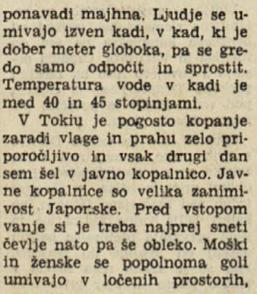 ponavadi majhna. Ljudje se u-
mivajo izven kadi, v kad, ki je
dober meter globoka, pa se gre-
do samo odpočit in sprostit.
Temperatura vode v kadi je
med 40 in 45 stopinjami.
V Tokiu je pogosto kopanje
zaradi vlage in prahu zelo pri-
poročljivo in vsak drugi dan
sem šel v javno kopalnico. Jav-
ne kopalnice so velika zanimi-
vost Japonske. Pred vstopom
vanje si je treba najprej sneti
čevlje nato pa še obleko. Moški
in ženske se popolnoma goli
umivajo v ločenih prostorih,